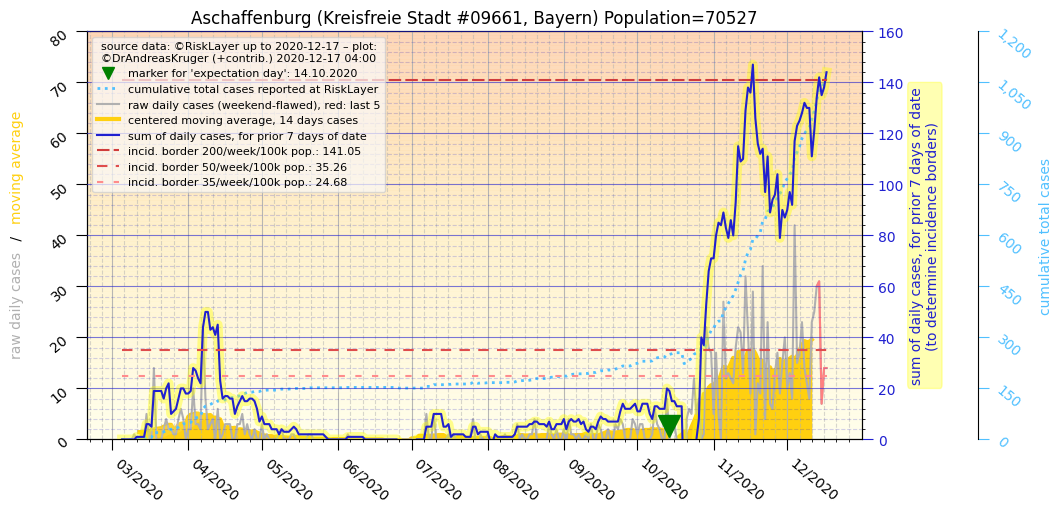 Aschaffenburg (Kreisfreie Stadt #09661, Bayern) Population=70527
source data: ©RiskLayer up to 2020-12-17 – plot:
©DrAndreasKruger (+contrib.) 2020-12-17 04:00
marker for 'expectation day': 14.10.2020
cumulative total cases reported at RiskLayer
raw daily cases (weekend-flawed), red: last 5
centered moving average, 14 days cases
sum of daily cases, for prior 7 days of date
incid. border 200/week/100k pop.: 141.05
incid. border 50/week/100k pop.: 35.26
incid. border 35/week/100k pop.: 24.68
raw daily cases / moving average
80
70
60
50
40
30
20
10
0
03/2020
04/2020
05/2020
06/2020
07/2020
08/2020
09/2020
10/2020
11/2020
12/2020
160
140
120
100
80
60
40
20
0
sum of daily cases, for prior 7 days of date
(to determine incidence borders)
1,200
1,050
900
750
600
450
300
150
0
cumulative total cases